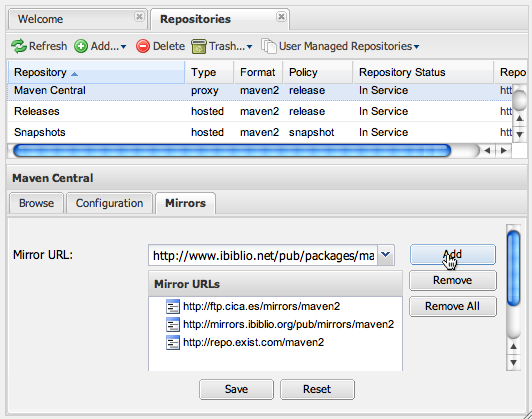 Welcome Repositories
Refresh Add... Delete Trash... User Managed Repositories
Repository Type Format Policy Repository Status Repo
Maven Central proxy maven2 release In Service htt
Releases hosted maven2 release In Service
Snapshots hosted maven2 snapshot In Service htt
Maven Central
Browse Configuration Mirrors
Mirror URL: http://www.ibiblio.net/pub/packages/ma Add
Mirror URLs Remove
http://ftp.cica.es/mirrors/maven2 Remove All
http://mirrors.ibiblio.org/pub/mirrors/maven2
http://repo.exist.com/maven2
Save Reset